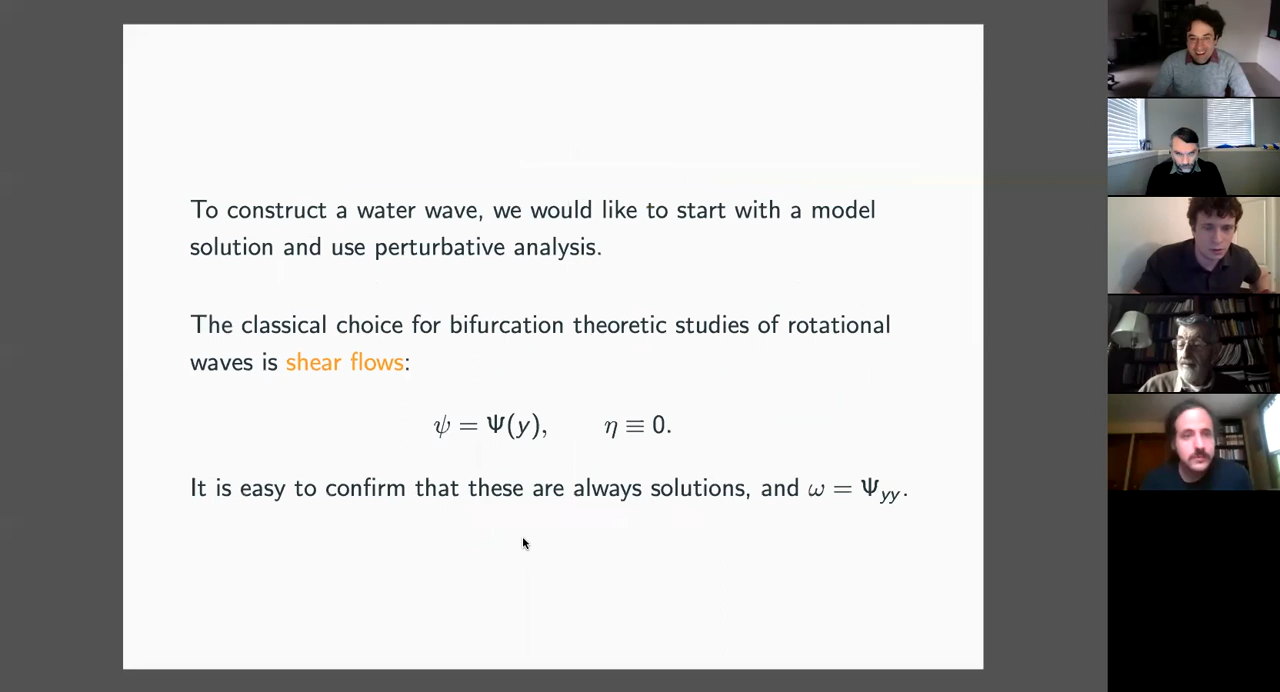 To construct a water wave, we would like to start with a model
solution and use perturbative analysis.
The classical choice for bifurcation theoretic studies of rotational
waves is shear flows:
ψ = Ψ(y), η ≡ 0.
It is easy to confirm that these are always solutions, and ω = Ψ_yy.